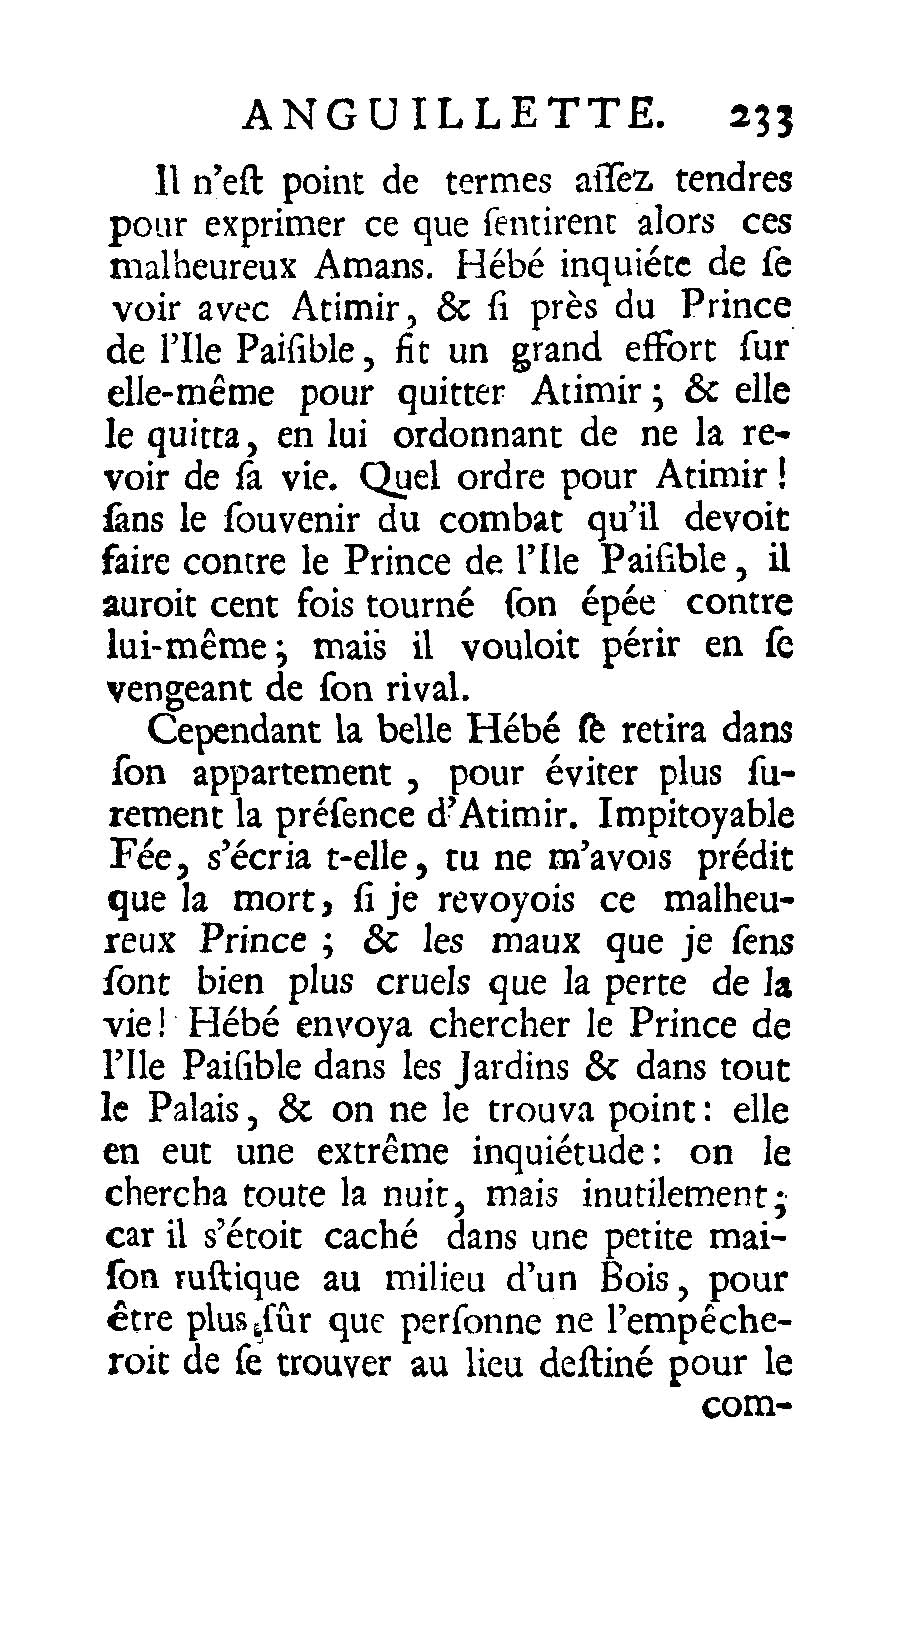 ANGUILLETTE. 233
Il n'eſt point de termes aſſez tendres
pour exprimer ce que ſentirent alors ces
malheureux Amans. Hébé inquiéte de ſe
voir avec Atimir, & ſi près du Prince
de l'Ile Paiſible, fit un grand effort ſur
elle-même pour quitter Atimir; & elle
le quitta, en lui ordonnant de ne la re-
voir de ſa vie. Quel ordre pour Atimir!
ſans le ſouvenir du combat qu'il devoit
faire contre le Prince de l'Ile Paiſible, il
auroit cent fois tourné ſon épée contre
lui-même; mais il vouloit périr en ſe
vengeant de ſon rival.
Cependant la belle Hébé ſe retira dans
ſon appartement, pour éviter plus ſu-
rement la préſence d'Atimir. Impitoyable
Fée, s'écria t-elle, tu ne m'avois prédit
que la mort, ſi je revoyois ce malheu-
reux Prince; & les maux que je ſens
ſont bien plus cruels que la perte de la
vie! Hébé envoya chercher le Prince de
l'Ile Paiſible dans les Jardins & dans tout
le Palais, & on ne le trouva point: elle
en eut une extrême inquiétude: on le
chercha toute la nuit, mais inutilement;
car il s'étoit caché dans une petite mai-
ſon ruſtique au milieu d'un Bois, pour
être plus ſûr que perſonne ne l'empêche-
roit de ſe trouver au lieu deſtiné pour le
com-